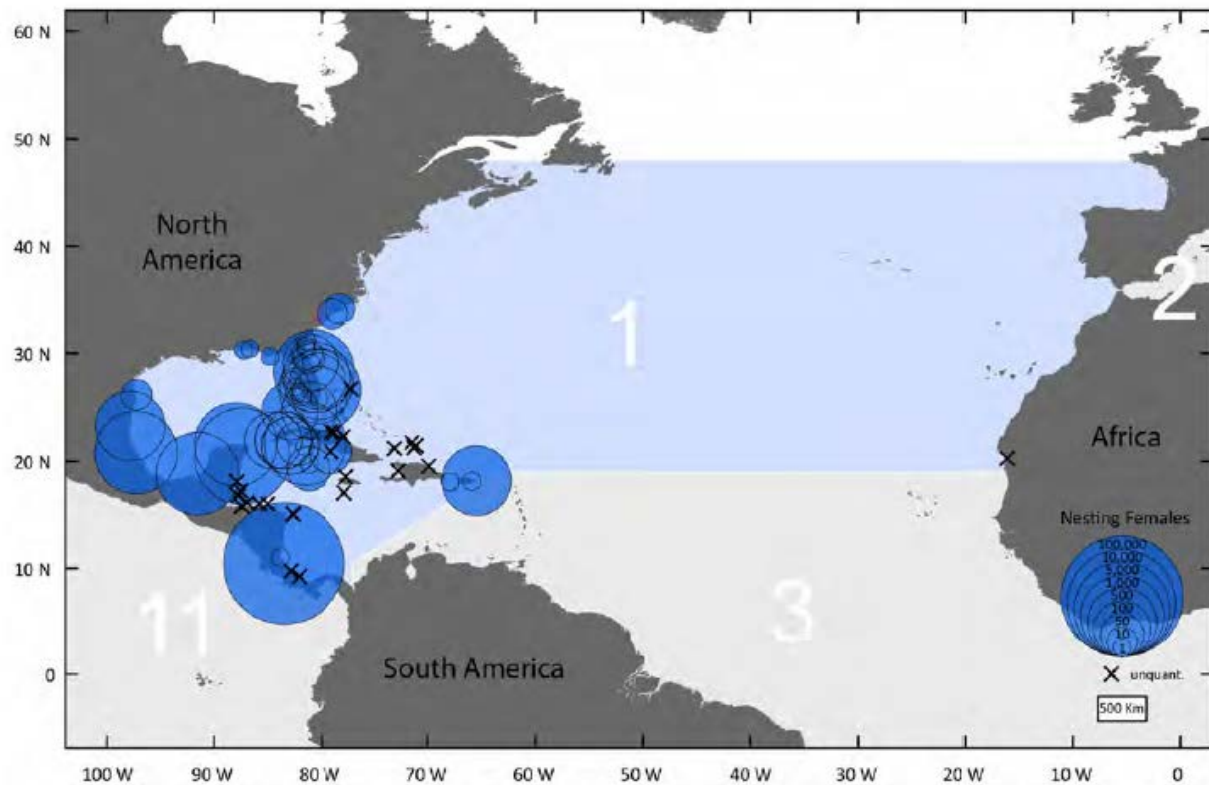 60 N
50 N
40 N
30 N
20 N
10 N
0
North
America
1
2
Africa
Nesting Females
100,000
10,000
5,000
1,000
500
100
50
10
1
unquant.
500 Km
11
3
South America
100 W
90 W
80 W
70 W
60 W
50 W
40 W
30 W
20 W
10 W
0